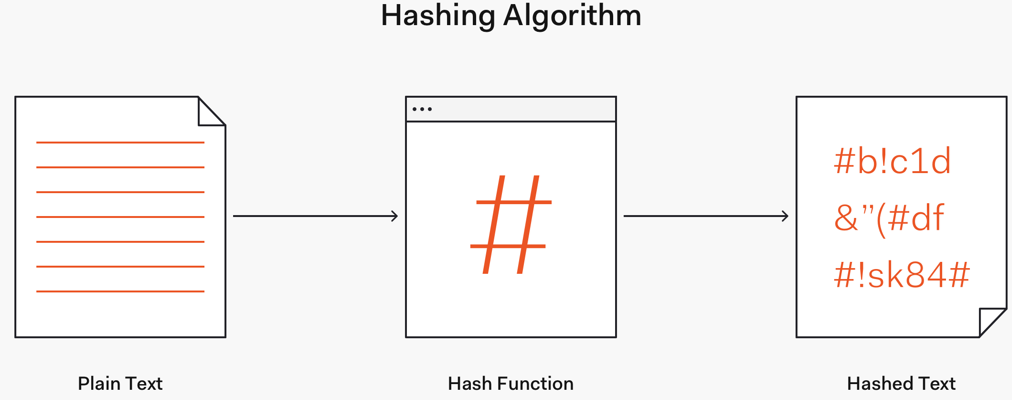 Hashing Algorithm
#
#b!c1d
&”(#df
#!sk84#
Plain Text
Hash Function
Hashed Text